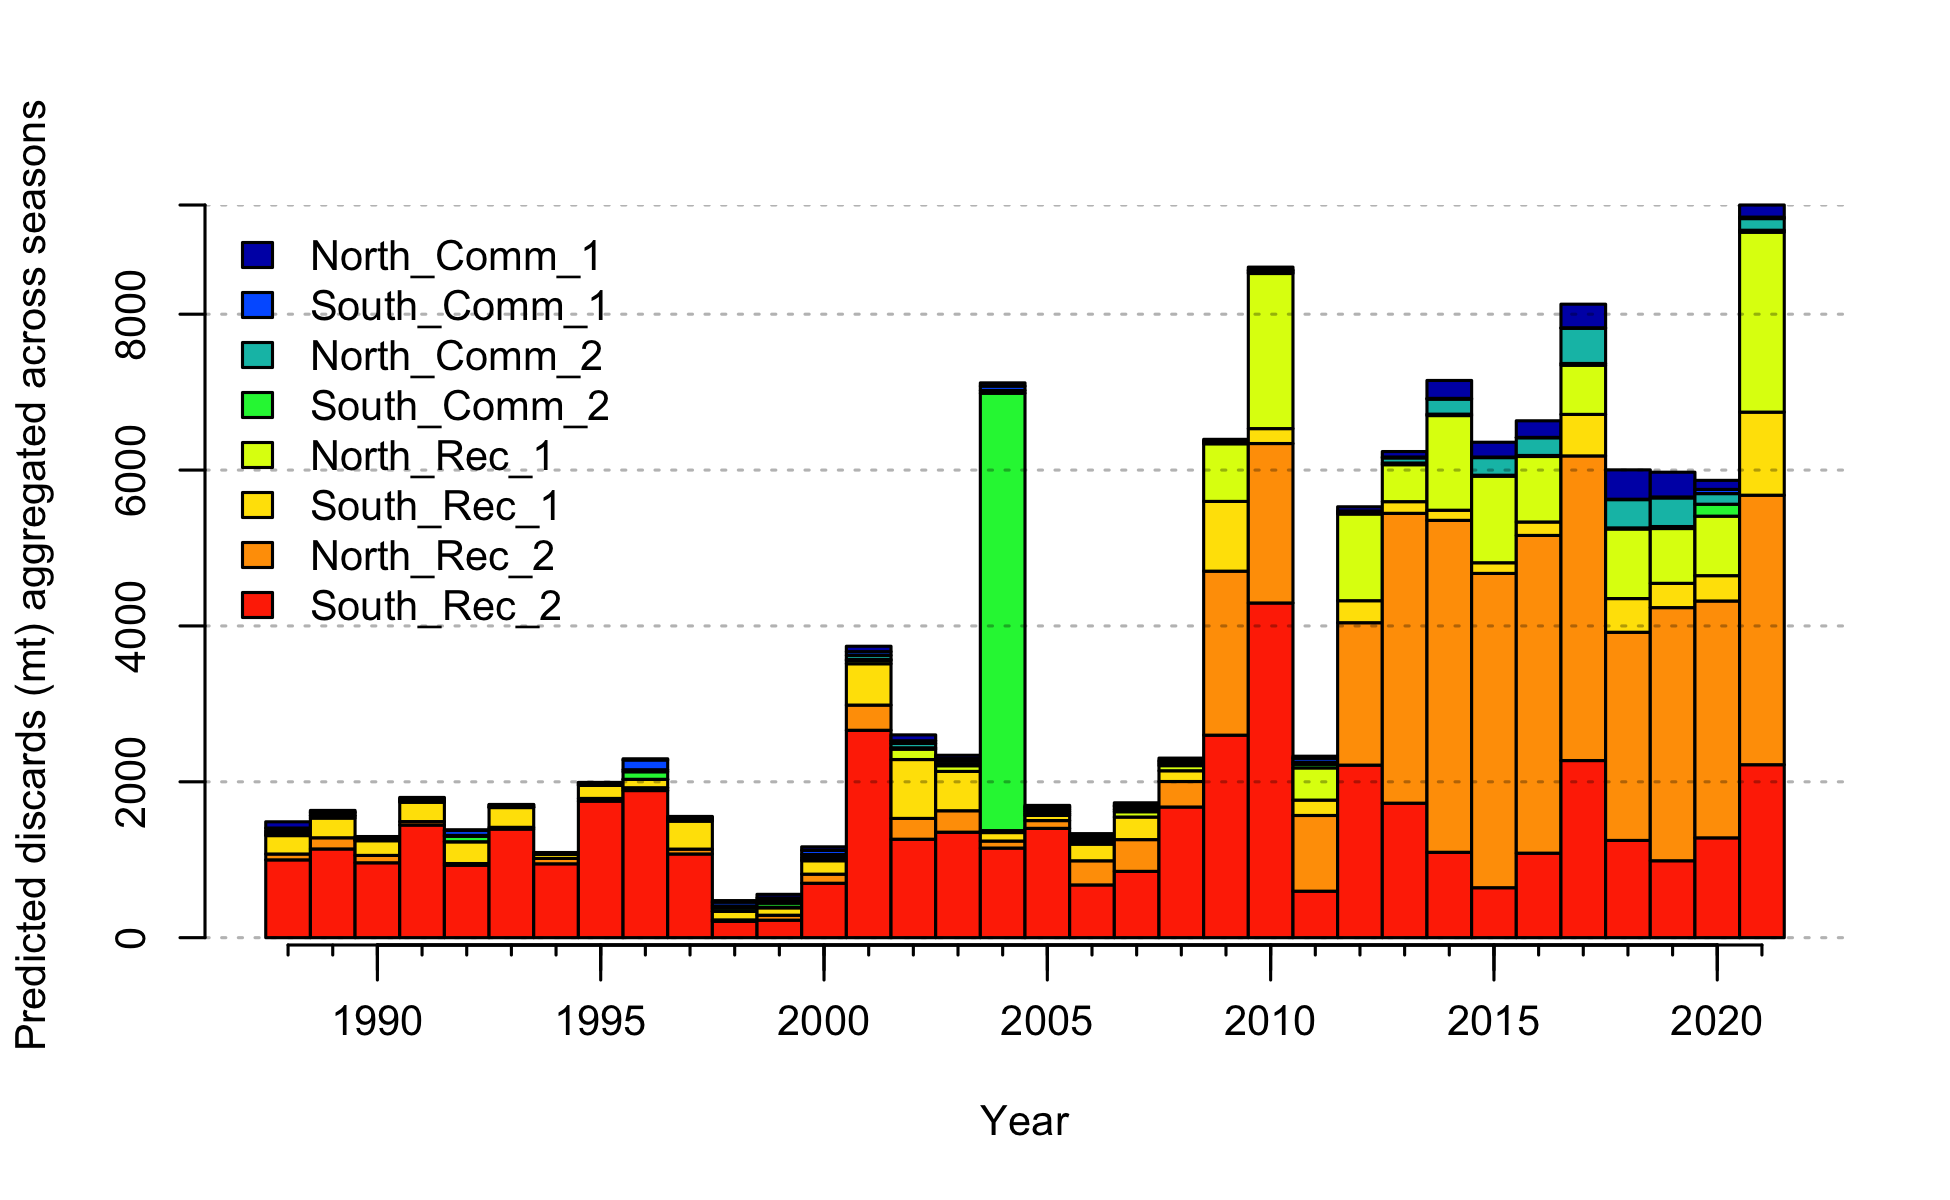 Predicted discards (mt) aggregated across seasons
8000
6000
4000
2000
0
North_Comm_1
South_Comm_1
North_Comm_2
South_Comm_2
North_Rec_1
South_Rec_1
North_Rec_2
South_Rec_2
1990 1995 2000 2005 2010 2015 2020
Year